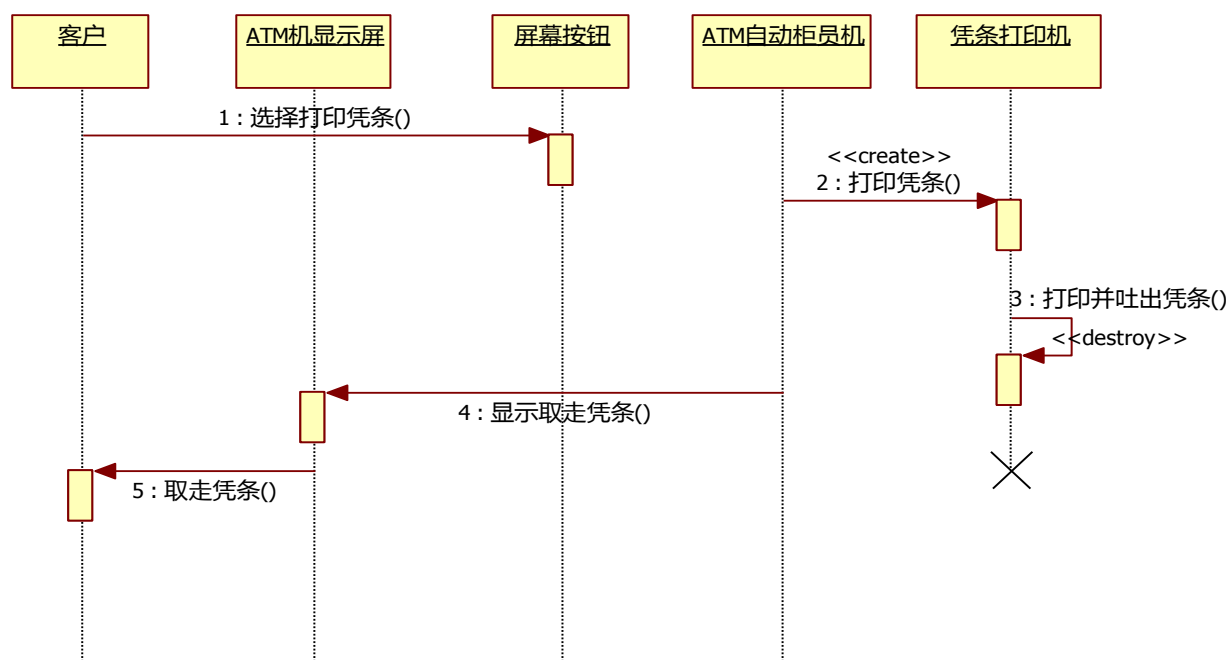 客户
ATM机显示屏
屏幕按钮
ATM自动柜员机
凭条打印机
1 : 选择打印凭条()
<<create>>
2 : 打印凭条()
3 : 打印并吐出凭条()
<<destroy>>
4 : 显示取走凭条()
5 : 取走凭条()